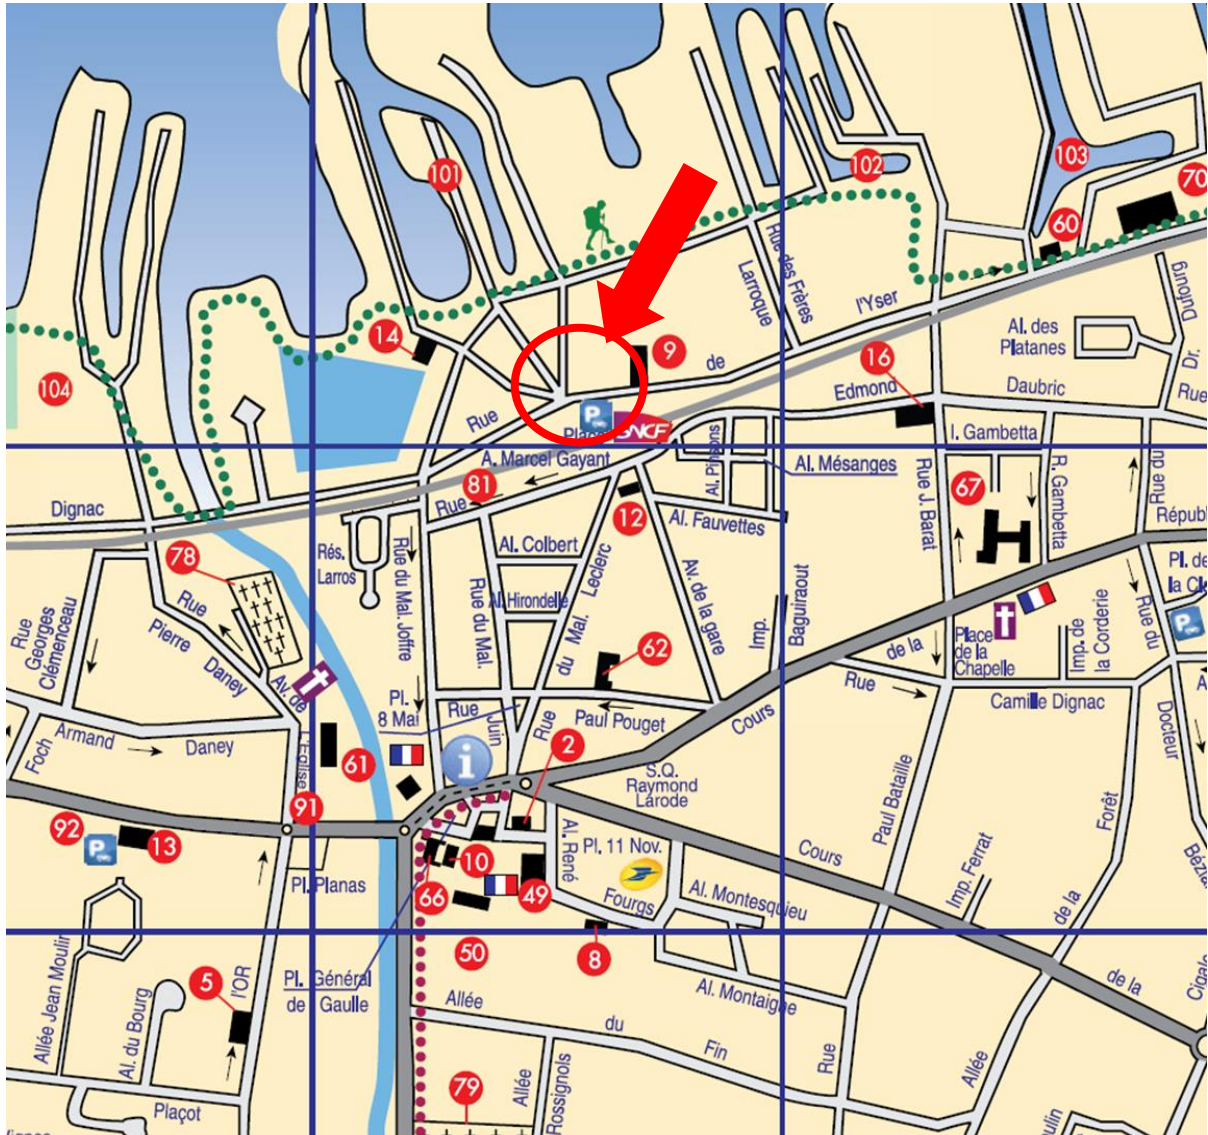 103
102
70
101
60
Rue des Frères
Larroque
l'Yser
Dufourg
14
9
Al. des
Platanes
16
Dr.
104
de
Edmond
Daubric
Rue
Rue
P
SNCF
I. Gambetta
A. Marcel Gayant
Al. Pinsons
Al. Mésanges
81
67
Rue
Rue J. Barat
R. Gambetta
Rue du
Dignac
12
Al. Fauvettes
Républ
78
Rés.
Larros
Rue du Mal. Joffre
Al. Colbert
Leclerc
Pl. de
la Cl
Rue
Georges
Clémenceau
Rue
Pierre
Daney
Al. Hirondelle
Rue du Mal.
Juin
du Mal.
Av. de la gare
Imp.
Baguiraout
Place
de la
Chapelle
Imp. de
la Corderie
Rue du
P
62
de la
Rue
Av. de
l'Eglise
Pl.
8 Mai
Rue
Paul Pouget
Cours
Camille Dignac
A
Armand
Daney
Foch
Rue
2
Docteur
61
i
S.Q.
Raymond
Larode
Paul Bataille
91
92
P
13
10
Al. René
Pl. 11 Nov.
Cours
Forêt
Pl. Planas
66
49
Fourgs
Al. Montesquieu
Imp. Ferrat
de la
Bézia
8
50
Allée Jean Moulin
Al. du Bourg
5
l'OR
Pl. Général
de Gaulle
Al. Montaigne
de la
Cigale
Allée
du
Fin
Rue
Allée
Plaçot
79
Allée
Rossignols